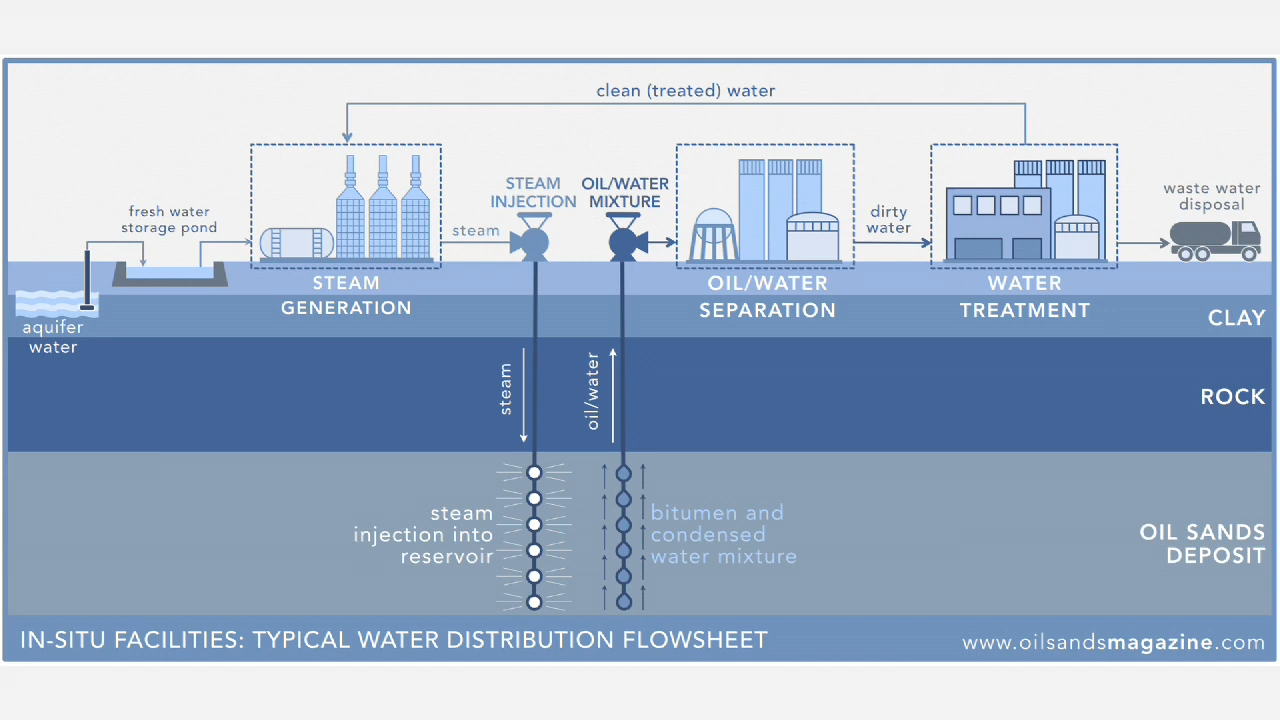 clean (treated) water
STEAM
INJECTION
OIL/WATER
MIXTURE
fresh water
storage pond
steam
dirty
water
waste water
disposal
STEAM
GENERATION
OIL/WATER
SEPARATION
WATER
TREATMENT
aquifer
water
CLAY
steam
oil/water
ROCK
steam
injection into
reservoir
bitumen and
condensed
water mixture
OIL SANDS
DEPOSIT
IN-SITU FACILITIES: TYPICAL WATER DISTRIBUTION FLOWSHEET
www.oilsandsmagazine.com